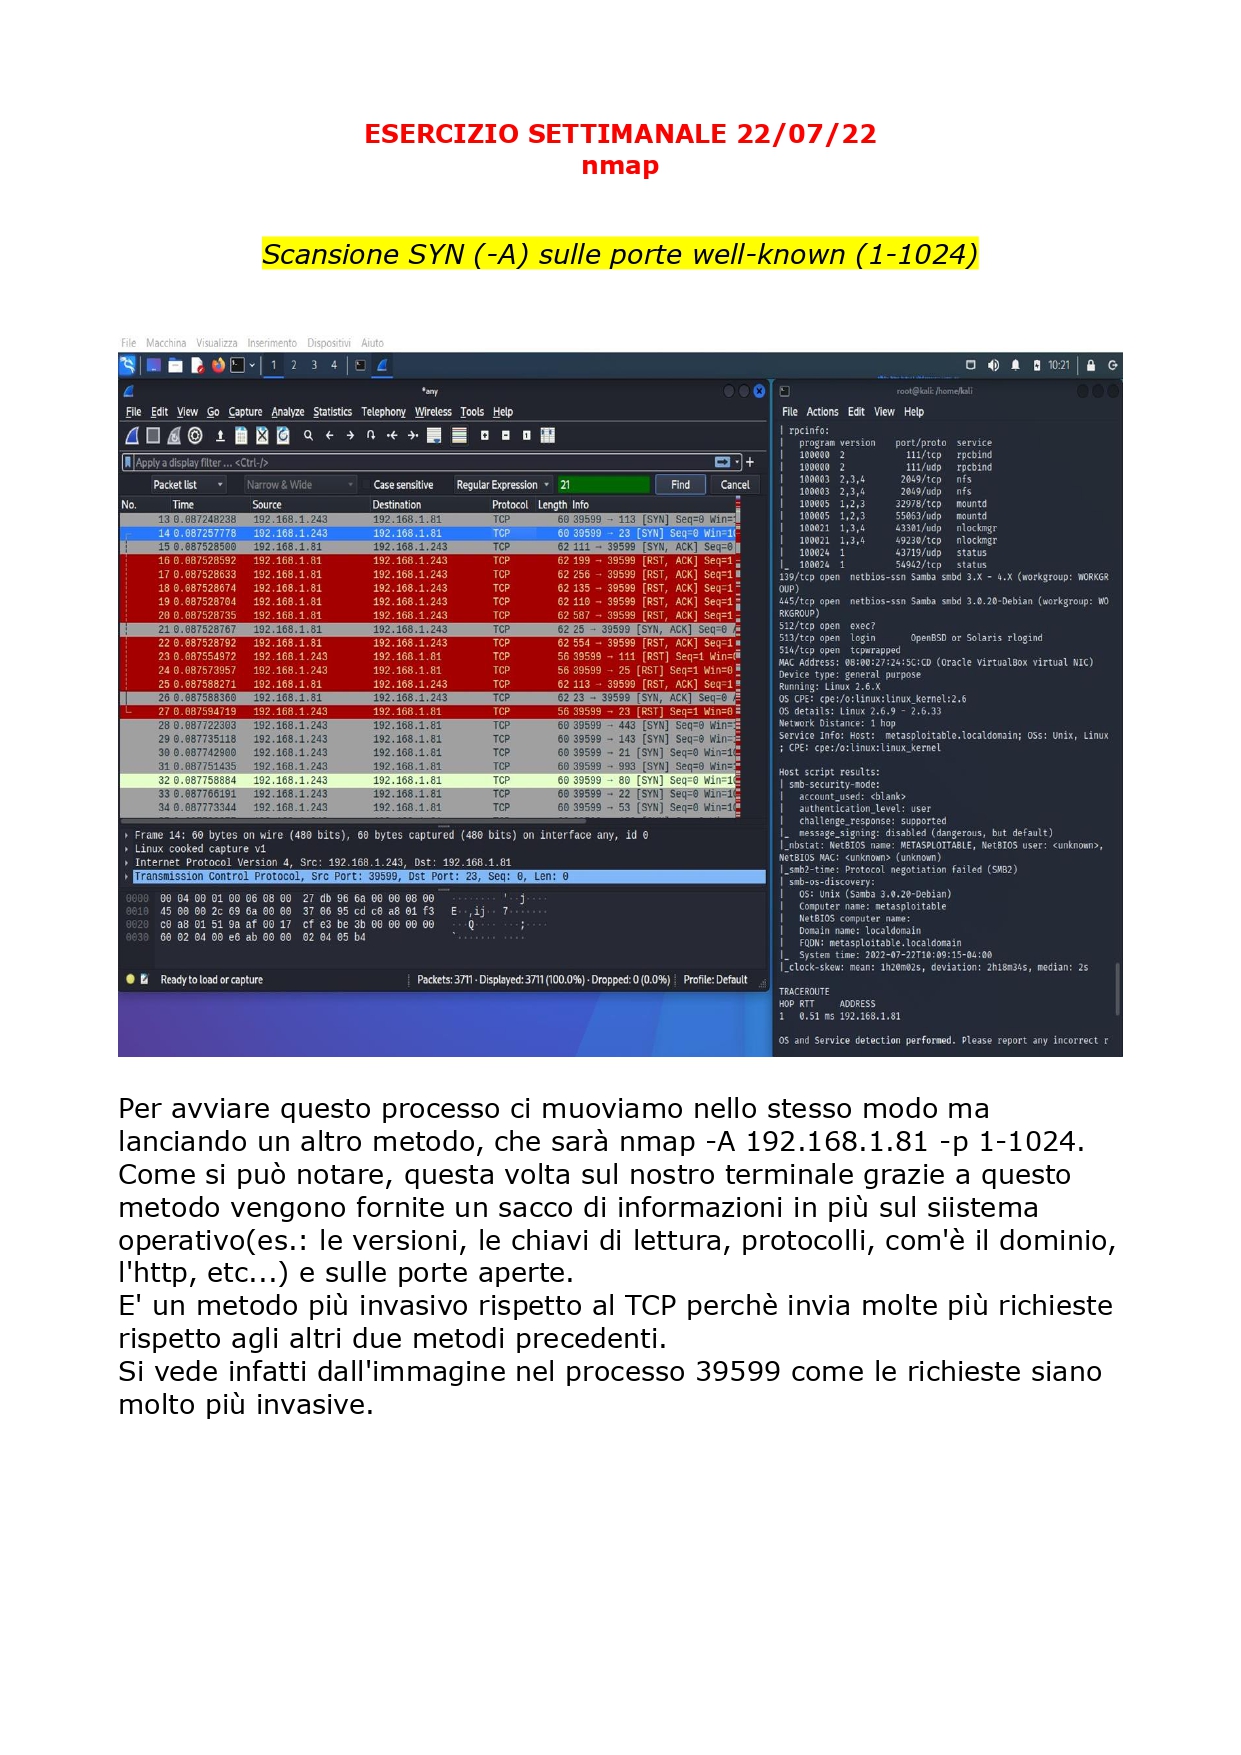 ESERCIZIO SETTIMANALE 22/07/22
nmap
Scansione SYN (-A) sulle porte well-known (1-1024)
File Macchina Visualizza Inserimento Dispositivi Aiuto
1 2 3 4
10:21
*any
File Edit View Go Capture Analyze Statistics Telephony Wireless Tools Help
Apply a display filter ... <Ctrl-/>
Packet list Narrow & Wide Case sensitive Regular Expression 21 Find Cancel
No. Time Source Destination Protocol Length Info
13 0.087248238 192.168.1.243 192.168.1.81 TCP 60 39599 → 113 [SYN] Seq=0 Win=
14 0.087257778 192.168.1.243 192.168.1.81 TCP 60 39599 → 23 [SYN] Seq=0 Win=1
15 0.087528500 192.168.1.81 192.168.1.243 TCP 62 111 → 39599 [SYN, ACK] Seq=0
16 0.087528592 192.168.1.81 192.168.1.243 TCP 62 199 → 39599 [RST, ACK] Seq=1
17 0.087528633 192.168.1.81 192.168.1.243 TCP 62 256 → 39599 [RST, ACK] Seq=1
18 0.087528674 192.168.1.81 192.168.1.243 TCP 62 135 → 39599 [RST, ACK] Seq=1
19 0.087528704 192.168.1.81 192.168.1.243 TCP 62 110 → 39599 [RST, ACK] Seq=1
20 0.087528735 192.168.1.81 192.168.1.243 TCP 62 587 → 39599 [RST, ACK] Seq=1
21 0.087528767 192.168.1.81 192.168.1.243 TCP 62 25 → 39599 [SYN, ACK] Seq=0
22 0.087528792 192.168.1.81 192.168.1.243 TCP 62 554 → 39599 [RST, ACK] Seq=1
23 0.087554972 192.168.1.243 192.168.1.81 TCP 56 39599 → 111 [RST] Seq=1 Win=
24 0.087573957 192.168.1.243 192.168.1.81 TCP 56 39599 → 25 [RST] Seq=1 Win=0
25 0.087588271 192.168.1.81 192.168.1.243 TCP 62 113 → 39599 [RST, ACK] Seq=1
26 0.087588360 192.168.1.81 192.168.1.243 TCP 62 23 → 39599 [SYN, ACK] Seq=0
27 0.087594719 192.168.1.243 192.168.1.81 TCP 56 39599 → 23 [RST] Seq=1 Win=0
28 0.087722303 192.168.1.243 192.168.1.81 TCP 60 39599 → 443 [SYN] Seq=0 Win=
29 0.087735118 192.168.1.243 192.168.1.81 TCP 60 39599 → 143 [SYN] Seq=0 Win=
30 0.087742900 192.168.1.243 192.168.1.81 TCP 60 39599 → 21 [SYN] Seq=0 Win=1
31 0.087751435 192.168.1.243 192.168.1.81 TCP 60 39599 → 993 [SYN] Seq=0 Win=
32 0.087758884 192.168.1.243 192.168.1.81 TCP 60 39599 → 80 [SYN] Seq=0 Win=1
33 0.087766191 192.168.1.243 192.168.1.81 TCP 60 39599 → 22 [SYN] Seq=0 Win=1
34 0.087773344 192.168.1.243 192.168.1.81 TCP 60 39599 → 53 [SYN] Seq=0 Win=1
Frame 14: 60 bytes on wire (480 bits), 60 bytes captured (480 bits) on interface any, id 0
Linux cooked capture v1
Internet Protocol Version 4, Src: 192.168.1.243, Dst: 192.168.1.81
Transmission Control Protocol, Src Port: 39599, Dst Port: 23, Seq: 0, Len: 0
0000 00 04 00 01 00 06 08 00 27 db 96 6a 00 00 08 00 ········ '··j····
0010 45 00 00 2c 69 6a 00 00 37 06 95 cd c0 a8 01 f3 E··,ij·· 7·······
0020 c0 a8 01 51 9a af 00 17 cf e3 be 3b 00 00 00 00 ···Q···· ···;····
0030 60 02 04 00 e6 ab 00 00 02 04 05 b4 `······· ····
Ready to load or capture Packets: 3711 · Displayed: 3711 (100.0%) · Dropped: 0 (0.0%) Profile: Default
root@kali: /home/kali
File Actions Edit View Help
| rpcinfo:
| program version port/proto service
| 100000 2 111/tcp rpcbind
| 100000 2 111/udp rpcbind
| 100003 2,3,4 2049/tcp nfs
| 100003 2,3,4 2049/udp nfs
| 100005 1,2,3 32978/tcp mountd
| 100005 1,2,3 55063/udp mountd
| 100021 1,3,4 43301/udp nlockmgr
| 100021 1,3,4 49230/tcp nlockmgr
| 100024 1 43719/udp status
|_ 100024 1 54942/tcp status
139/tcp open netbios-ssn Samba smbd 3.X - 4.X (workgroup: WORKGR
OUP)
445/tcp open netbios-ssn Samba smbd 3.0.20-Debian (workgroup: WO
RKGROUP)
512/tcp open exec?
513/tcp open login OpenBSD or Solaris rlogind
514/tcp open tcpwrapped
MAC Address: 08:00:27:24:5C:CD (Oracle VirtualBox virtual NIC)
Device type: general purpose
Running: Linux 2.6.X
OS CPE: cpe:/o:linux:linux_kernel:2.6
OS details: Linux 2.6.9 - 2.6.33
Network Distance: 1 hop
Service Info: Host: metasploitable.localdomain; OSs: Unix, Linux
; CPE: cpe:/o:linux:linux_kernel
Host script results:
| smb-security-mode:
| account_used: <blank>
| authentication_level: user
| challenge_response: supported
|_ message_signing: disabled (dangerous, but default)
|_nbstat: NetBIOS name: METASPLOITABLE, NetBIOS user: <unknown>,
NetBIOS MAC: <unknown> (unknown)
|_smb2-time: Protocol negotiation failed (SMB2)
| smb-os-discovery:
| OS: Unix (Samba 3.0.20-Debian)
| Computer name: metasploitable
| NetBIOS computer name:
| Domain name: localdomain
| FQDN: metasploitable.localdomain
|_ System time: 2022-07-22T10:09:15-04:00
|_clock-skew: mean: 1h20m02s, deviation: 2h18m34s, median: 2s
TRACEROUTE
HOP RTT ADDRESS
1 0.51 ms 192.168.1.81
OS and Service detection performed. Please report any incorrect r
Per avviare questo processo ci muoviamo nello stesso modo ma
lanciando un altro metodo, che sarà nmap -A 192.168.1.81 -p 1-1024.
Come si può notare, questa volta sul nostro terminale grazie a questo
metodo vengono fornite un sacco di informazioni in più sul siistema
operativo(es.: le versioni, le chiavi di lettura, protocolli, com'è il dominio,
l'http, etc...) e sulle porte aperte.
E' un metodo più invasivo rispetto al TCP perchè invia molte più richieste
rispetto agli altri due metodi precedenti.
Si vede infatti dall'immagine nel processo 39599 come le richieste siano
molto più invasive.